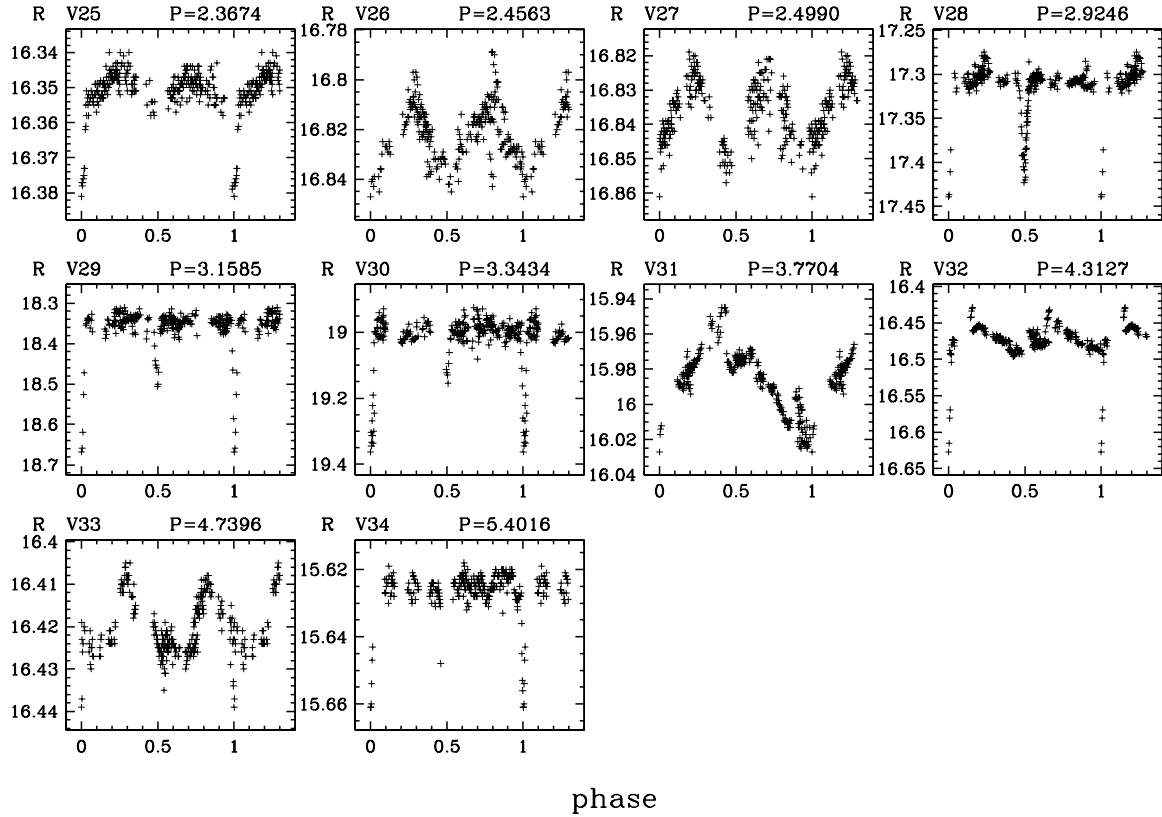 R V25 P=2.3674
R V26 P=2.4563
R V27 P=2.4990
R V28 P=2.9246
16.34
16.35
16.36
16.37
16.38
0 0.5 1
16.78
16.8
16.82
16.84
0 0.5 1
16.82
16.83
16.84
16.85
16.86
0 0.5 1
17.25
17.3
17.35
17.4
17.45
0 0.5 1
R V29 P=3.1585
R V30 P=3.3434
R V31 P=3.7704
R V32 P=4.3127
18.3
18.4
18.5
18.6
18.7
0 0.5 1
19
19.2
19.4
0 0.5 1
15.94
15.96
15.98
16
16.02
16.04
0 0.5 1
16.4
16.45
16.5
16.55
16.6
16.65
0 0.5 1
R V33 P=4.7396
R V34 P=5.4016
16.4
16.41
16.42
16.43
16.44
0 0.5 1
15.62
15.64
15.66
0 0.5 1
phase